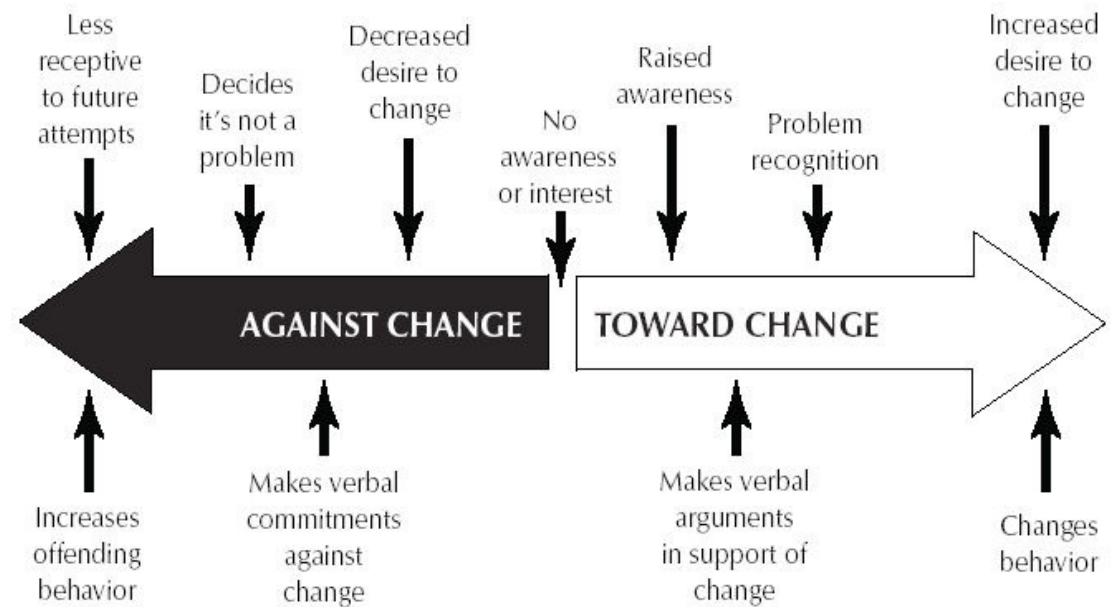 Less
receptive
to future
attempts
Decides
it's not a
problem
Decreased
desire to
change
No
awareness
or interest
Raised
awareness
Problem
recognition
Increased
desire to
change
AGAINST CHANGE
TOWARD CHANGE
Increases
offending
behavior
Makes verbal
commitments
against
change
Makes verbal
arguments
in support of
change
Changes
behavior